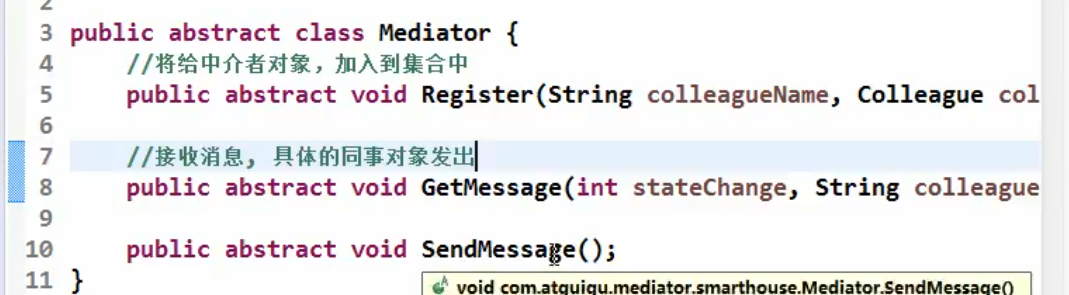 2
3 public abstract class Mediator {
4 //将给中介者对象，加入到集合中
5 public abstract void Register(String colleagueName, Colleague col
6
7 //接收消息, 具体的同事对象发出
8 public abstract void GetMessage(int stateChange, String colleague
9
10 public abstract void SendMessage();
11 }
void com.atguigu.mediator.smarthouse.Mediator.SendMessage()